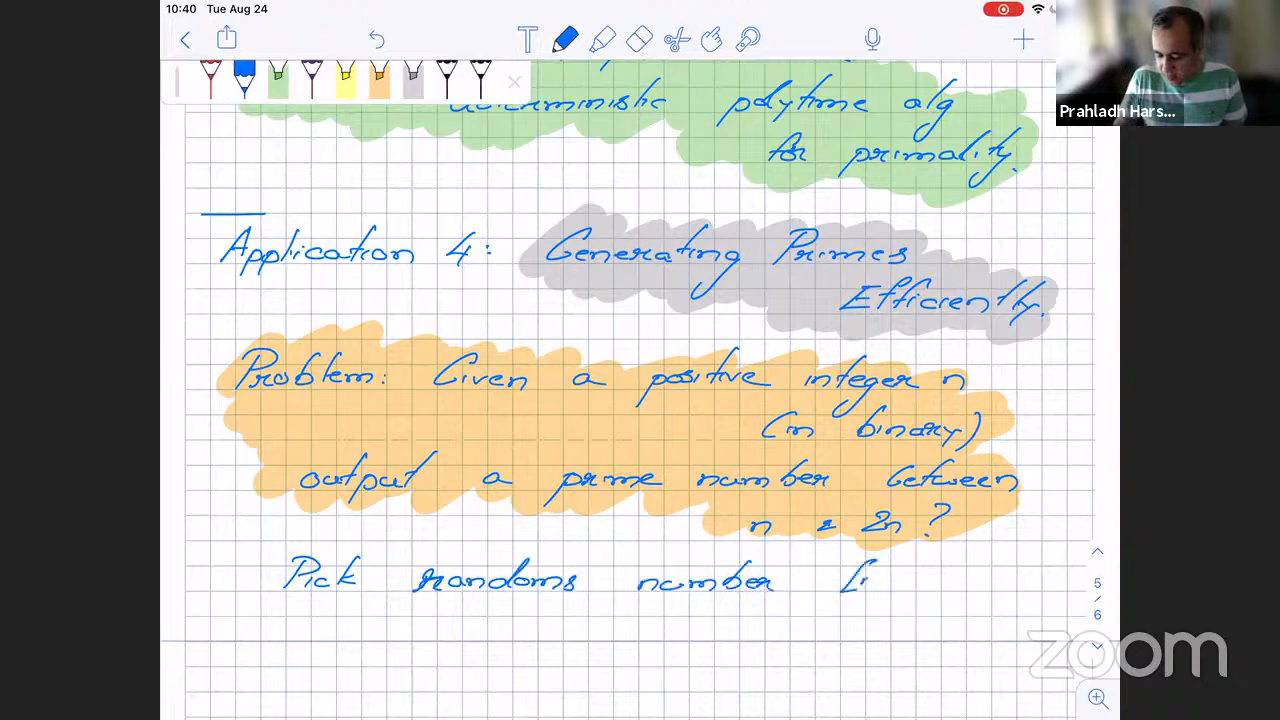 10:40 Tue Aug 24
T
Prahladh Hars...
deterministic polytime alg
for primality.
Application 4: Generating Primes
Efficiently.
Problem: Given a positive integer n
(in binary)
output a prime number between
n & 2n ?
Pick randoms number [
5
6
zoom